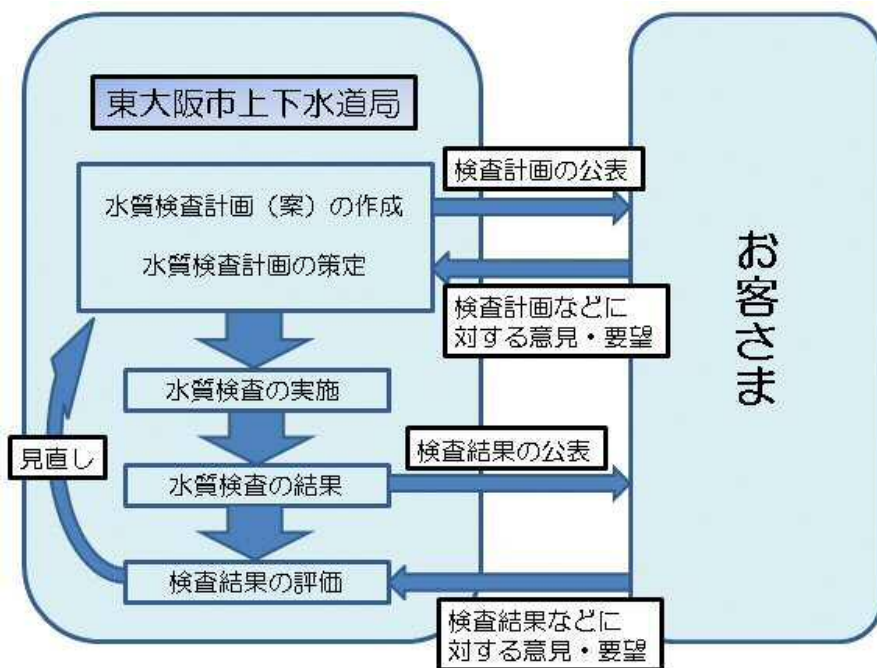 東大阪市上下水道局
検査計画の公表
水質検査計画（案）の作成
水質検査計画の策定
検査計画などに
対する意見・要望
お客さま
水質検査の実施
見直し
検査結果の公表
水質検査の結果
検査結果の評価
検査結果などに
対する意見・要望